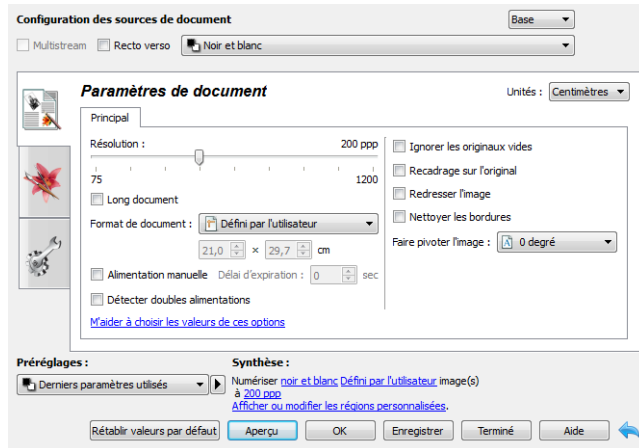 Configuration des sources de document
Base
Multistream
Recto verso
Noir et blanc
Paramètres de document
Unités :
Centimètres
Principal
Résolution :
200 ppp
75
1200
Long document
Format de document :
Défini par l'utilisateur
21,0
×
29,7
cm
Alimentation manuelle
Délai d'expiration :
0
sec
Détecter doubles alimentations
M'aider à choisir les valeurs de ces options
Ignorer les originaux vides
Recadrage sur l'original
Redresser l'image
Nettoyer les bordures
Faire pivoter l'image :
0 degré
Préréglages :
Derniers paramètres utilisés
Synthèse :
Numériser noir et blanc Défini par l'utilisateur image(s)
à 200 ppp
Afficher ou modifier les régions personnalisées.
Rétablir valeurs par défaut
Aperçu
OK
Enregistrer
Terminé
Aide